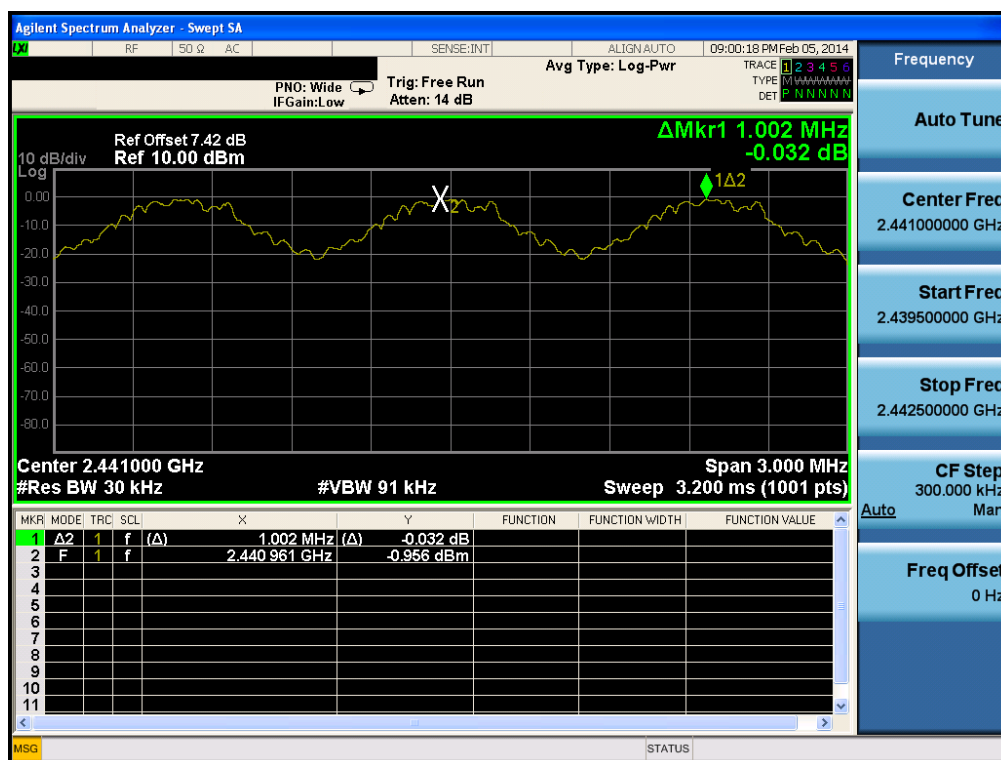 Agilent Spectrum Analyzer - Swept SA
LXI RF 50 Ω AC SENSE:INT ALIGN AUTO 09:00:18 PM Feb 05, 2014
Frequency
Avg Type: Log-Pwr
TRACE 1 2 3 4 5 6
PNO: Wide Trig: Free Run
TYPE M WWWWW
IFGain:Low Atten: 14 dB
DET P N N N N N
Auto Tune
ΔMkr1 1.002 MHz
Ref Offset 7.42 dB
-0.032 dB
10 dB/div Ref 10.00 dBm
Log
1Δ2
2
0.00
-10.0
-20.0
-30.0
-40.0
-50.0
-60.0
-70.0
-80.0
Center Freq
2.441000000 GHz
Start Freq
2.439500000 GHz
Stop Freq
2.442500000 GHz
Center 2.441000 GHz Span 3.000 MHz
#Res BW 30 kHz #VBW 91 kHz Sweep 3.200 ms (1001 pts)
CF Step
300.000 kHz
Auto Man
MKR MODE TRC SCL X Y FUNCTION FUNCTION WIDTH FUNCTION VALUE
1 Δ2 1 f (Δ) 1.002 MHz (Δ) -0.032 dB
2 F 1 f 2.440 961 GHz -0.956 dBm
3
4
5
6
7
8
9
10
11
Freq Offset
0 Hz
MSG STATUS